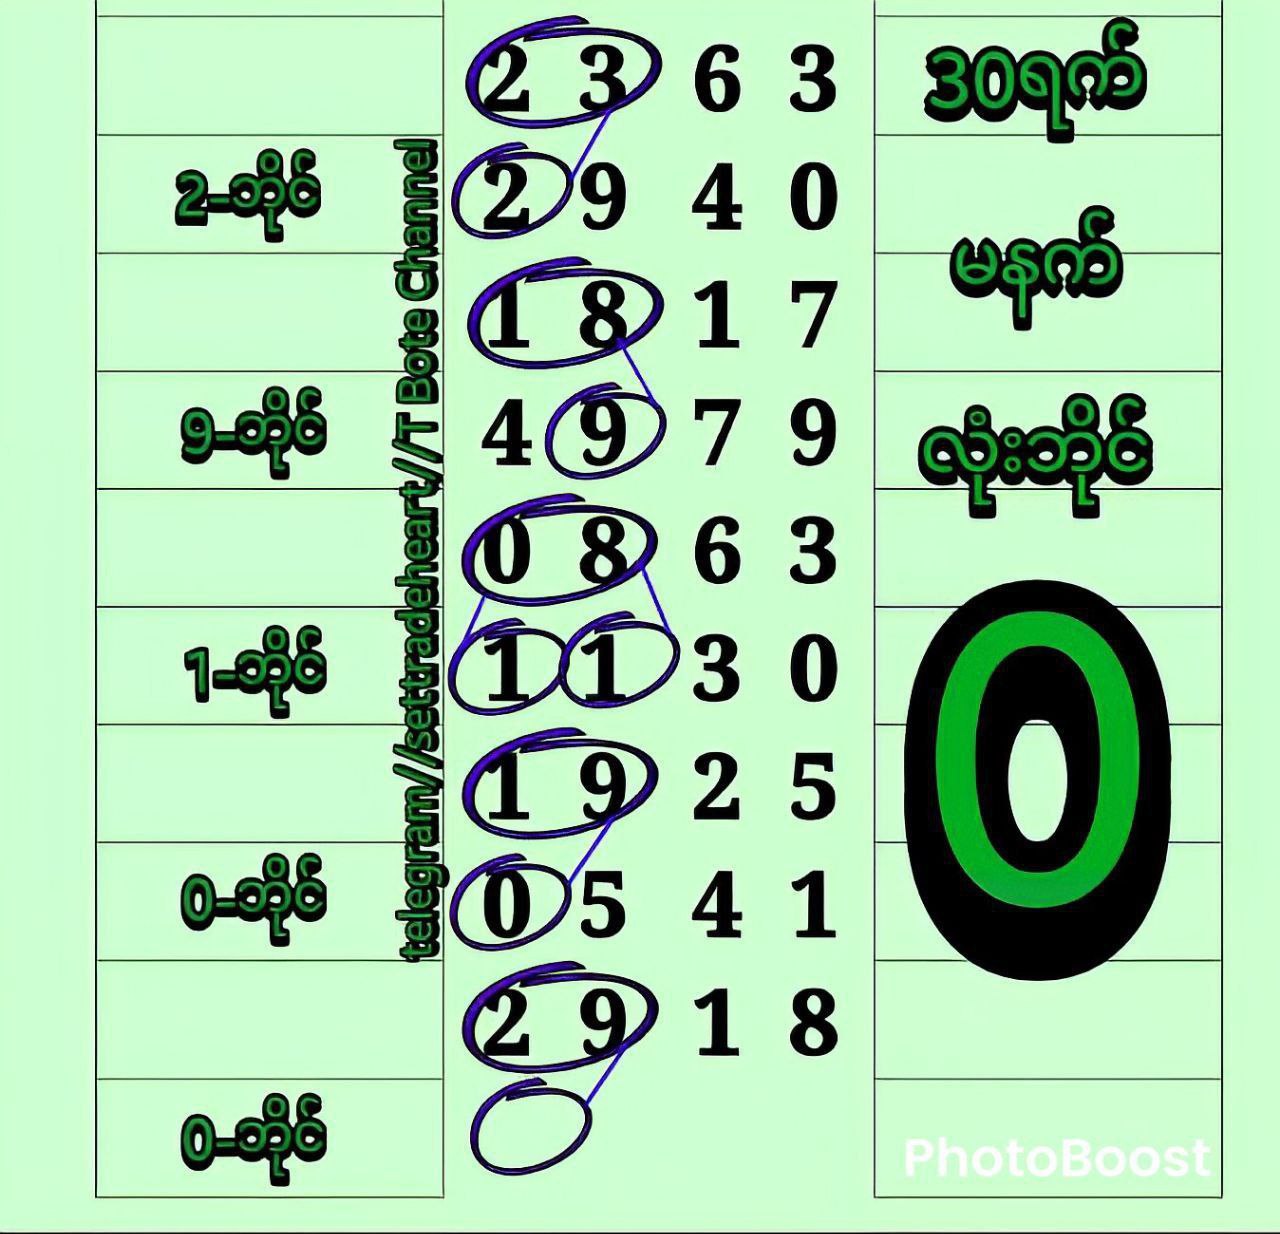 2 3 6 3
30ရက်
2-ဘိုင်
2 9 4 0
မနက်
1 8 1 7
9-ဘိုင်
4 9 7 9
လုံးဘိုင်
0 8 6 3
1-ဘိုင်
1 1 3 0
0
1 9 2 5
0-ဘိုင်
0 5 4 1
2 9 1 8
0-ဘိုင်
telegram//settradeheart//T Bote Channel
PhotoBoost